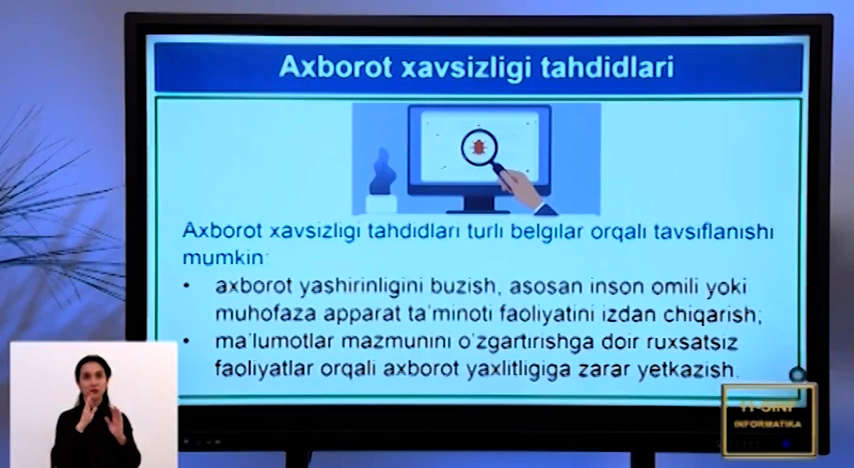 Axborot xavsizligi tahdidlari
Axborot xavsizligi tahdidlari turli belgilar orqali tavsiflanishi
mumkin:
• axborot yashirinligini buzish, asosan inson omili yoki
muhofaza apparat ta'minoti faoliyatini izdan chiqarish;
• ma'lumotlar mazmunini o'zgartirishga doir ruxsatsiz
faoliyatlar orqali axborot yaxlitligiga zarar yetkazish.
11-SINF
INFORMATIKA